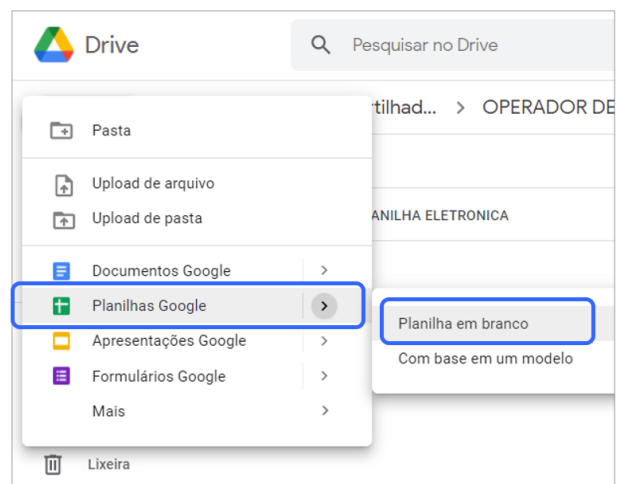 Drive
Pesquisar no Drive
tilhad... > OPERADOR DE
Pasta
Upload de arquivo
Upload de pasta
ANILHA ELETRONICA
Documentos Google
Planilhas Google
Planilha em branco
Apresentações Google
Com base em um modelo
Formulários Google
Mais
Lixeira